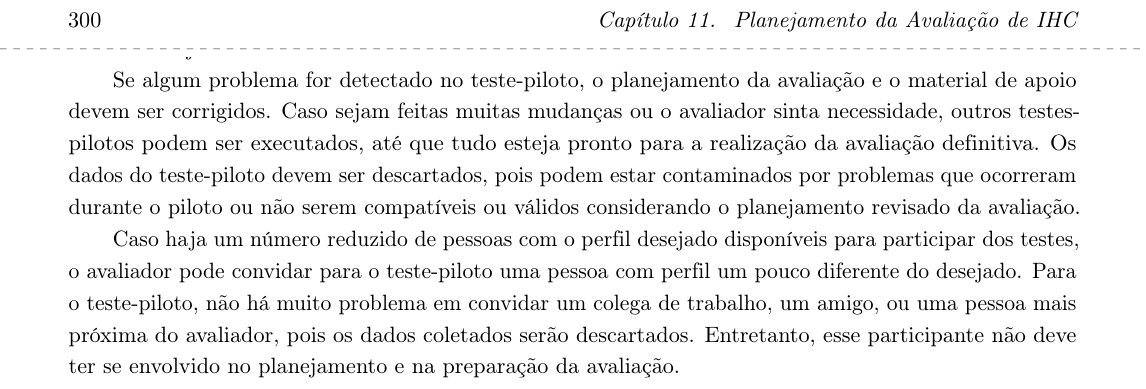 300 Capítulo 11. Planejamento da Avaliação de IHC
Se algum problema for detectado no teste-piloto, o planejamento da avaliação e o material de apoio
devem ser corrigidos. Caso sejam feitas muitas mudanças ou o avaliador sinta necessidade, outros testes-
pilotos podem ser executados, até que tudo esteja pronto para a realização da avaliação definitiva. Os
dados do teste-piloto devem ser descartados, pois podem estar contaminados por problemas que ocorreram
durante o piloto ou não serem compatíveis ou válidos considerando o planejamento revisado da avaliação.
Caso haja um número reduzido de pessoas com o perfil desejado disponíveis para participar dos testes,
o avaliador pode convidar para o teste-piloto uma pessoa com perfil um pouco diferente do desejado. Para
o teste-piloto, não há muito problema em convidar um colega de trabalho, um amigo, ou uma pessoa mais
próxima do avaliador, pois os dados coletados serão descartados. Entretanto, esse participante não deve
ter se envolvido no planejamento e na preparação da avaliação.